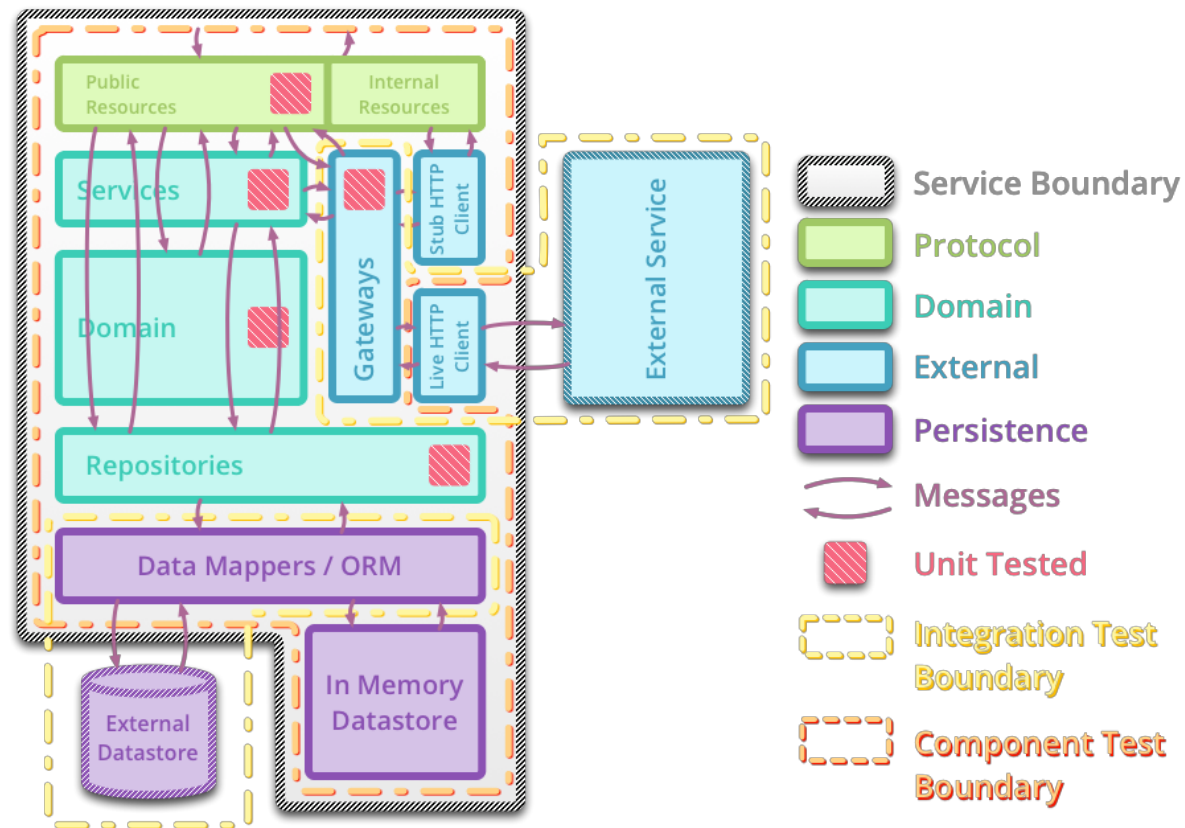 Public
Resources
Internal
Resources
Services
Stub HTTP
Client
Gateways
Domain
Live HTTP
Client
External Service
Repositories
Data Mappers / ORM
In Memory
Datastore
External
Datastore
Service Boundary
Protocol
Domain
External
Persistence
Messages
Unit Tested
Integration Test
Boundary
Component Test
Boundary